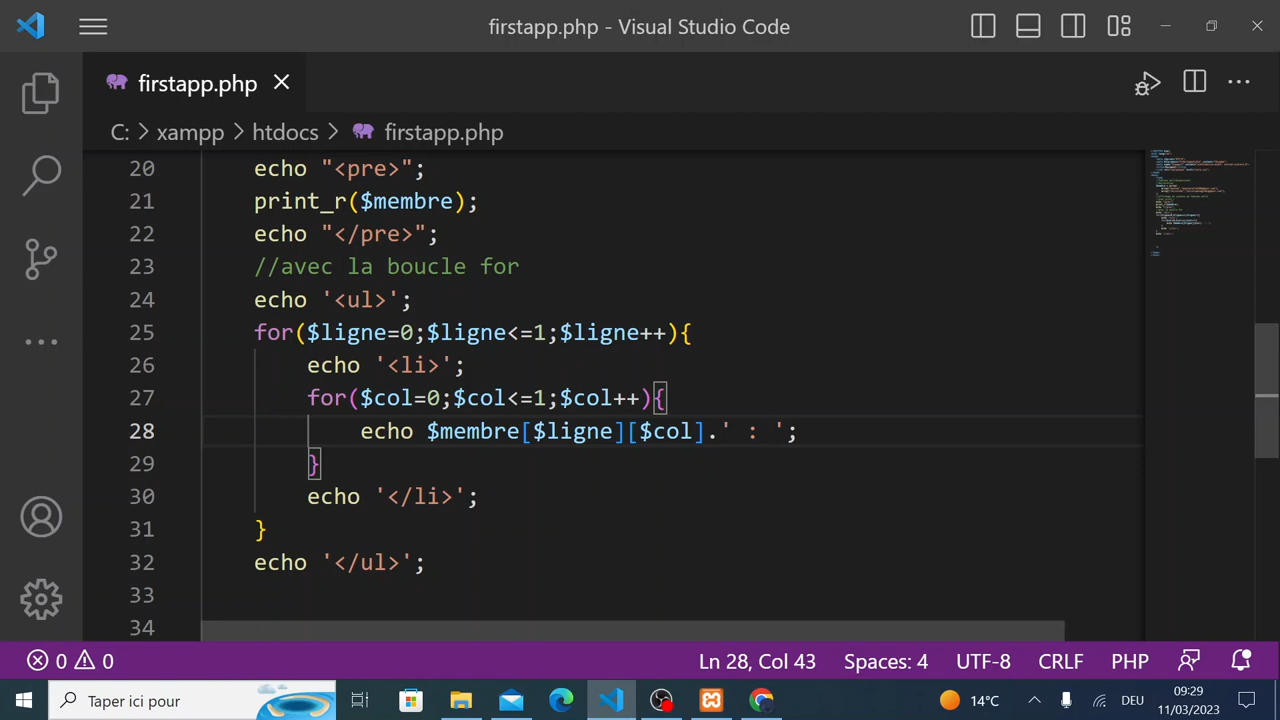 firstapp.php - Visual Studio Code
firstapp.php
C: > xampp > htdocs > firstapp.php
20 echo "<pre>";
21 print_r($membre);
22 echo "</pre>";
23 //avec la boucle for
24 echo '<ul>';
25 for($ligne=0;$ligne<=1;$ligne++){
26 echo '<li>';
27 for($col=0;$col<=1;$col++){
28 echo $membre[$ligne][$col].' : ';
29 }
30 echo '</li>';
31 }
32 echo '</ul>';
33
34
0 0 Ln 28, Col 43 Spaces: 4 UTF-8 CRLF PHP
Taper ici pour 14°C DEU 09:29
11/03/2023